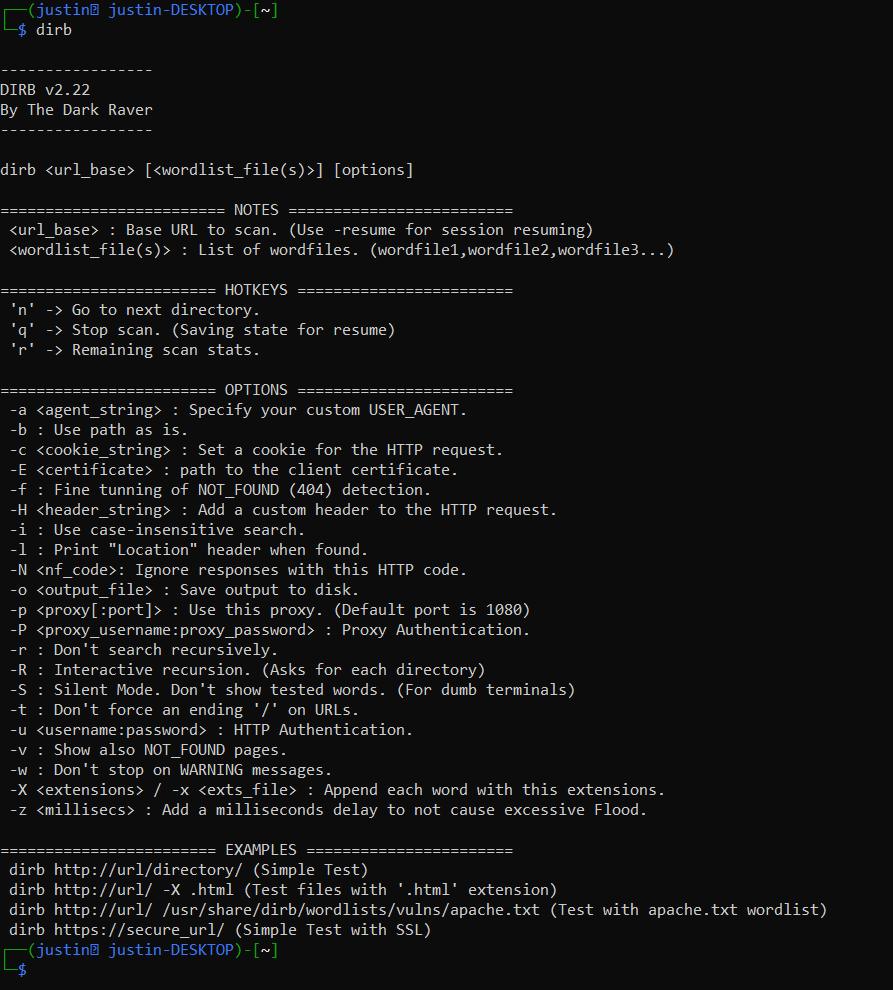 ┌──(justin㉿ justin-DESKTOP)-[~]
└─$ dirb

-----------------
DIRB v2.22
By The Dark Raver
-----------------

dirb <url_base> [<wordlist_file(s)>] [options]

========================= NOTES =========================
 <url_base> : Base URL to scan. (Use -resume for session resuming)
 <wordlist_file(s)> : List of wordfiles. (wordfile1,wordfile2,wordfile3...)

======================== HOTKEYS ========================
 'n' -> Go to next directory.
 'q' -> Stop scan. (Saving state for resume)
 'r' -> Remaining scan stats.

======================== OPTIONS ========================
 -a <agent_string> : Specify your custom USER_AGENT.
 -b : Use path as is.
 -c <cookie_string> : Set a cookie for the HTTP request.
 -E <certificate> : path to the client certificate.
 -f : Fine tunning of NOT_FOUND (404) detection.
 -H <header_string> : Add a custom header to the HTTP request.
 -i : Use case-insensitive search.
 -l : Print "Location" header when found.
 -N <nf_code>: Ignore responses with this HTTP code.
 -o <output_file> : Save output to disk.
 -p <proxy[:port]> : Use this proxy. (Default port is 1080)
 -P <proxy_username:proxy_password> : Proxy Authentication.
 -r : Don't search recursively.
 -R : Interactive recursion. (Asks for each directory)
 -S : Silent Mode. Don't show tested words. (For dumb terminals)
 -t : Don't force an ending '/' on URLs.
 -u <username:password> : HTTP Authentication.
 -v : Show also NOT_FOUND pages.
 -w : Don't stop on WARNING messages.
 -X <extensions> / -x <exts_file> : Append each word with this extensions.
 -z <millisecs> : Add a milliseconds delay to not cause excessive Flood.

======================== EXAMPLES =======================
 dirb http://url/directory/ (Simple Test)
 dirb http://url/ -X .html (Test files with '.html' extension)
 dirb http://url/ /usr/share/dirb/wordlists/vulns/apache.txt (Test with apache.txt wordlist)
 dirb https://secure_url/ (Simple Test with SSL)
┌──(justin㉿ justin-DESKTOP)-[~]
└─$